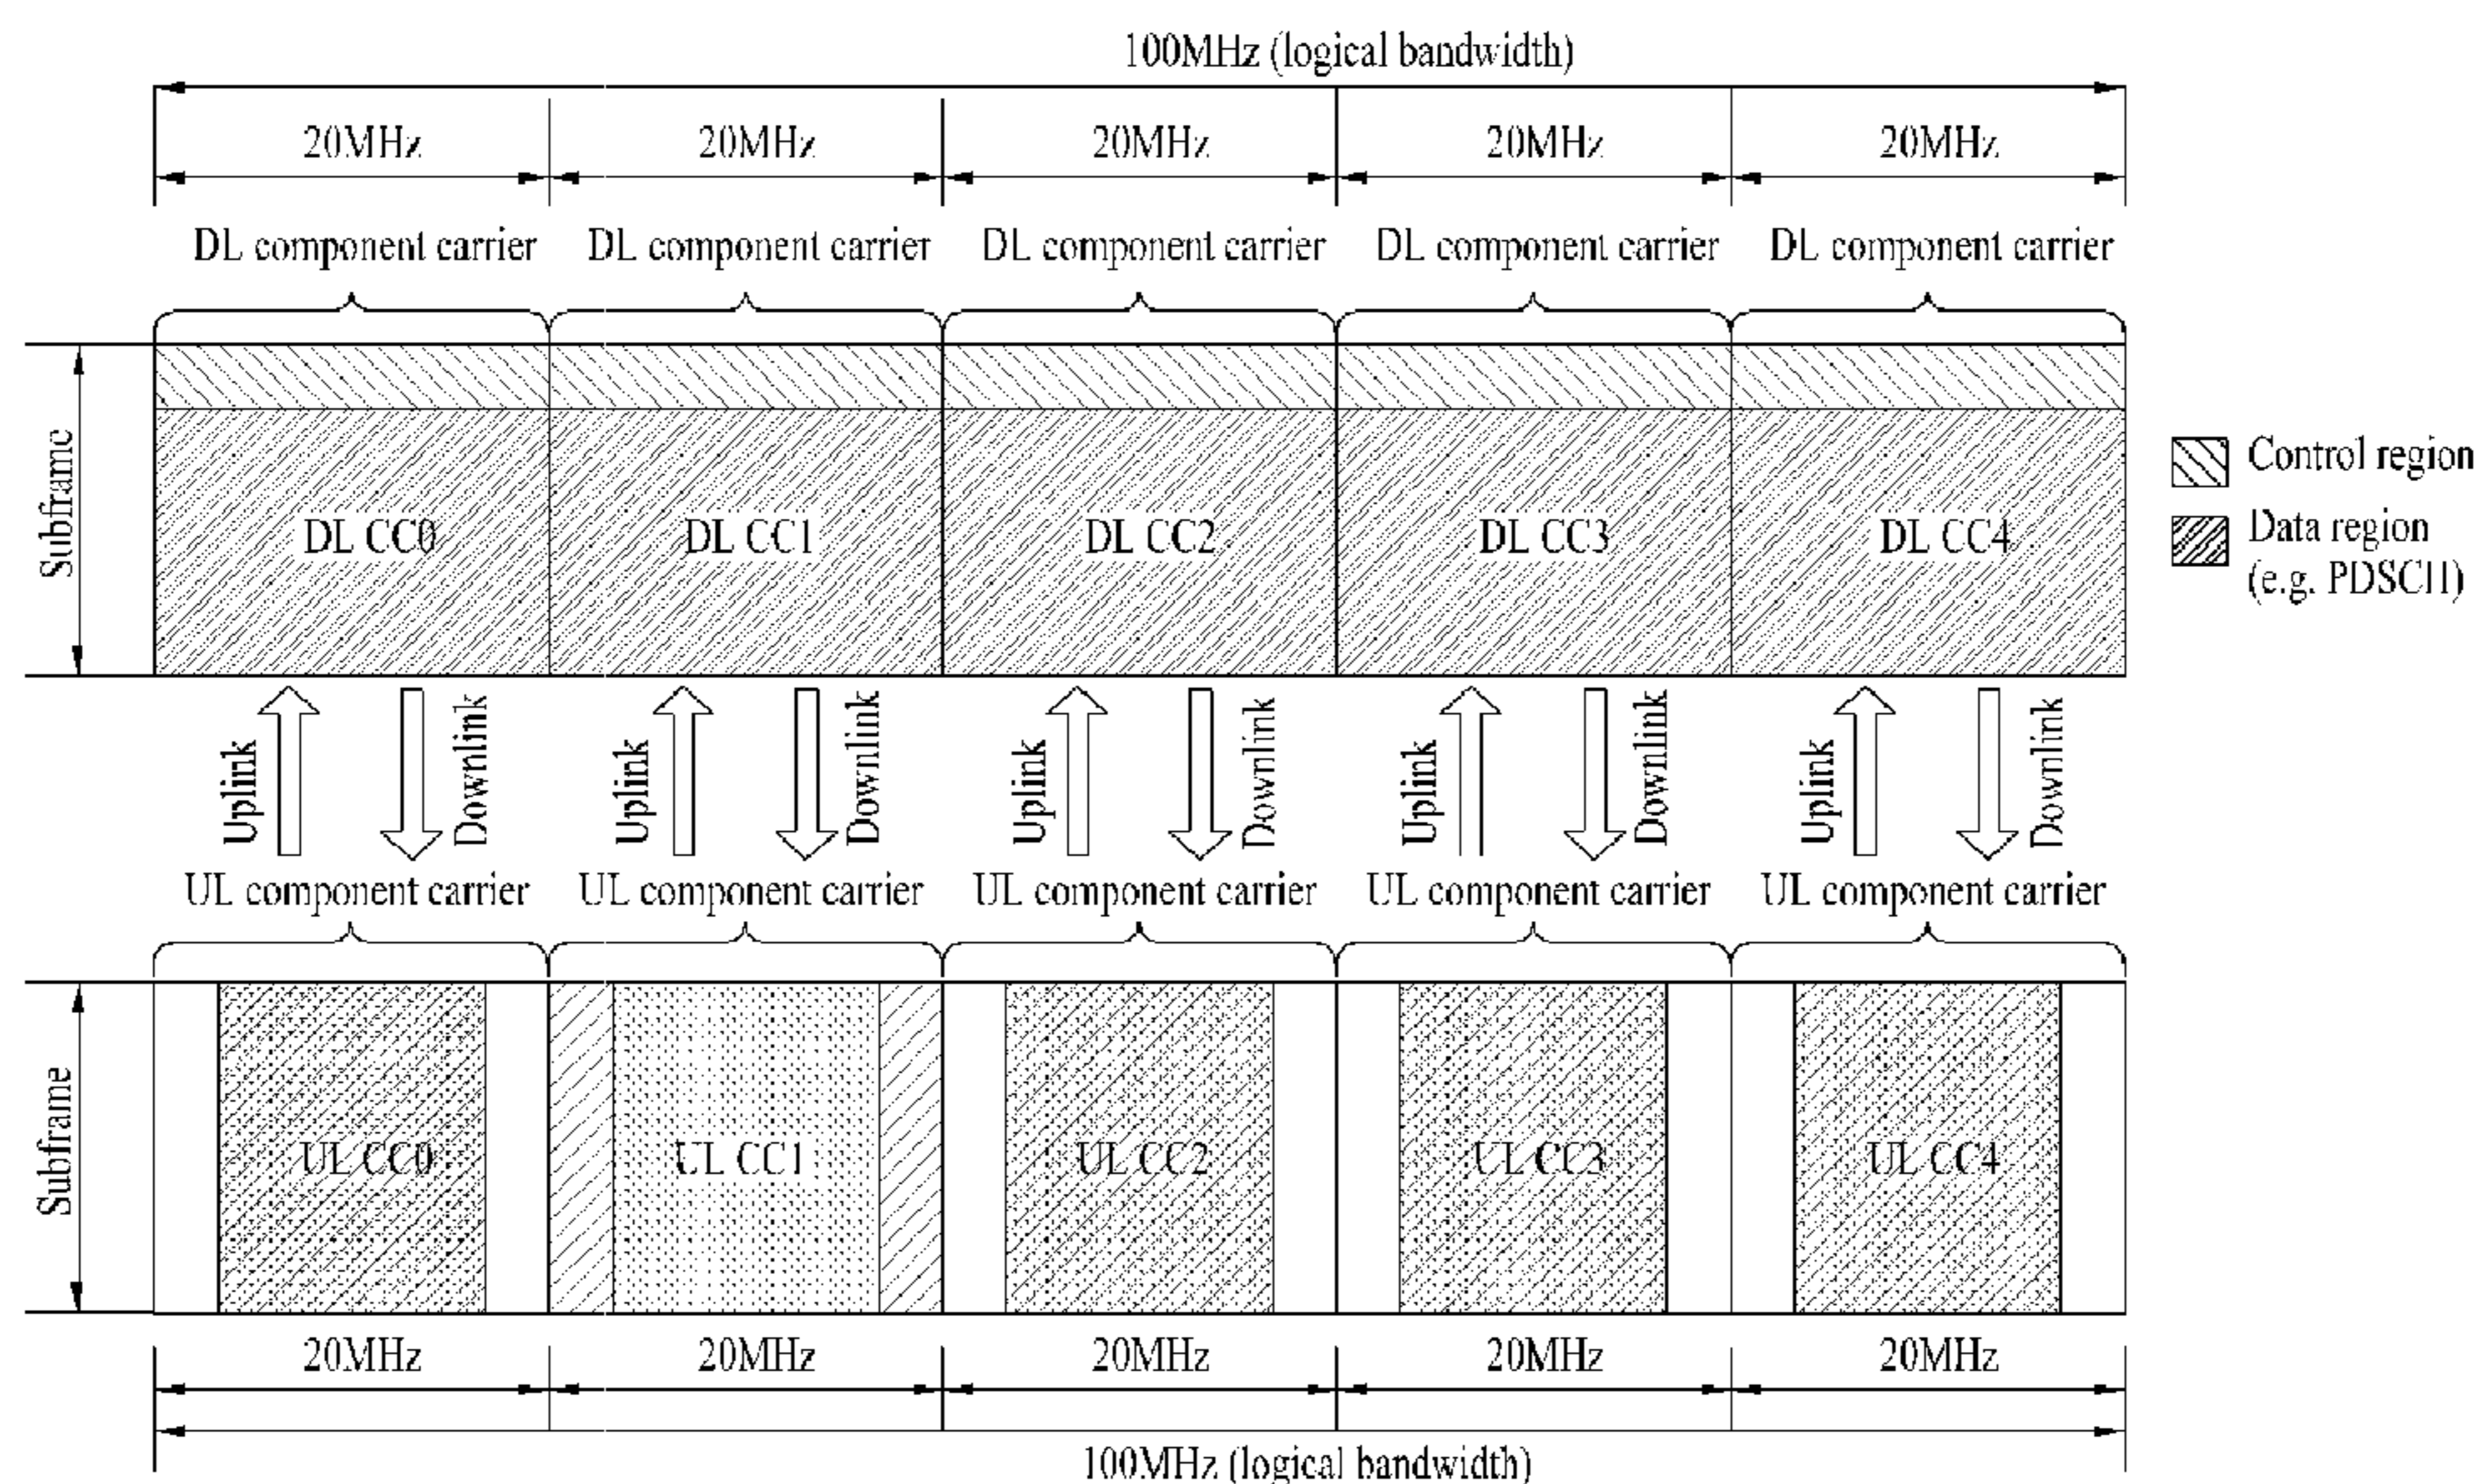 100MHz (logical bandwidth)
20MHz 20MHz 20MHz 20MHz 20MHz
DL component carrier DL component carrier DL component carrier DL component carrier DL component carrier
Subframe
DL CC0 DL CC1 DL CC2 DL CC3 DL CC4
Control region
Data region
(e.g. PDSCH)
Uplink Downlink Uplink Downlink Uplink Downlink Uplink Downlink Uplink Downlink
UL component carrier UL component carrier UL component carrier UL component carrier UL component carrier
Subframe
UL CC0 UL CC1 UL CC2 UL CC3 UL CC4
20MHz 20MHz 20MHz 20MHz 20MHz
100MHz (logical bandwidth)